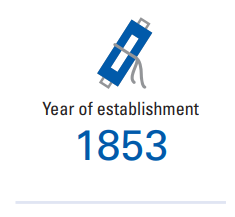 Year of establishment
1853